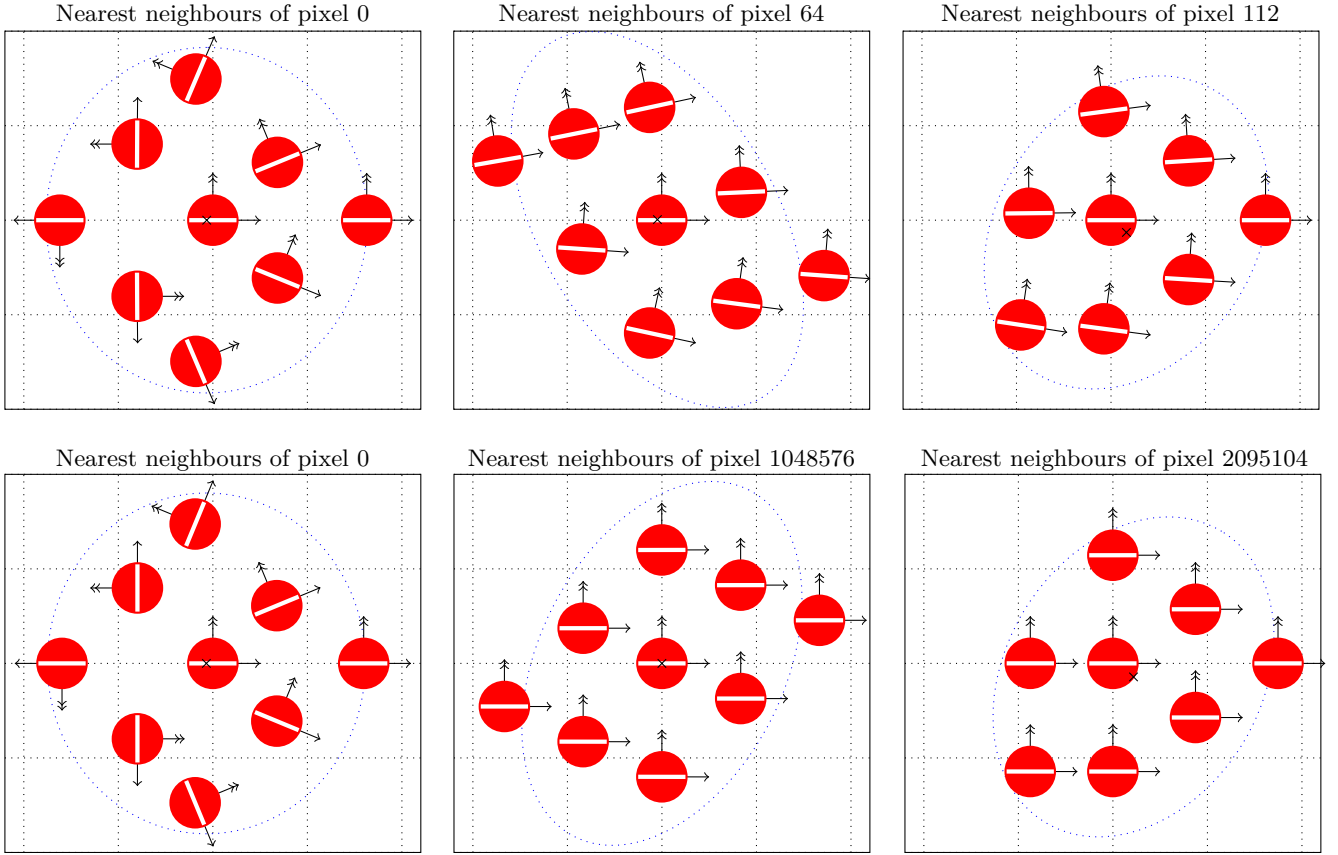 Nearest neighbours of pixel 0
Nearest neighbours of pixel 64
Nearest neighbours of pixel 112
Nearest neighbours of pixel 0
Nearest neighbours of pixel 1048576
Nearest neighbours of pixel 2095104